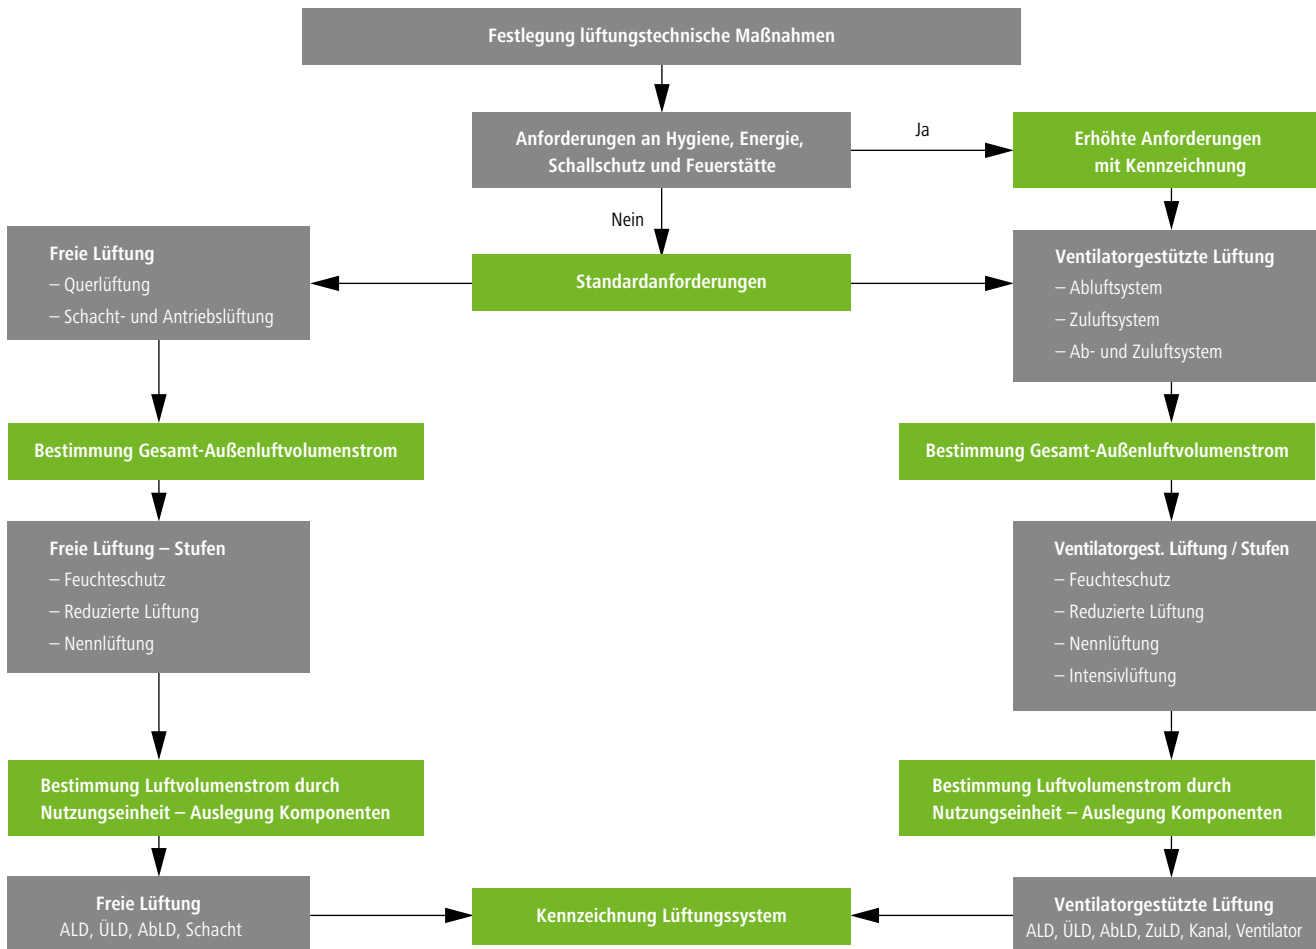 Festlegung lüftungstechnische Maßnahmen
Anforderungen an Hygiene, Energie,
Schallschutz und Feuerstätte
Ja
Erhöhte Anforderungen
mit Kennzeichnung
Nein
Freie Lüftung
– Querlüftung
– Schacht- und Antriebslüftung
Standardanforderungen
Ventilatorgestützte Lüftung
– Abluftsystem
– Zuluftsystem
– Ab- und Zuluftsystem
Bestimmung Gesamt-Außenluftvolumenstrom
Bestimmung Gesamt-Außenluftvolumenstrom
Freie Lüftung – Stufen
– Feuchteschutz
– Reduzierte Lüftung
– Nennlüftung
Ventilatorgest. Lüftung / Stufen
– Feuchteschutz
– Reduzierte Lüftung
– Nennlüftung
– Intensivlüftung
Bestimmung Luftvolumenstrom durch
Nutzungseinheit – Auslegung Komponenten
Bestimmung Luftvolumenstrom durch
Nutzungseinheit – Auslegung Komponenten
Freie Lüftung
ALD, ÜLD, AbLD, Schacht
Kennzeichnung Lüftungssystem
Ventilatorgestützte Lüftung
ALD, ÜLD, AbLD, ZuLD, Kanal, Ventilator